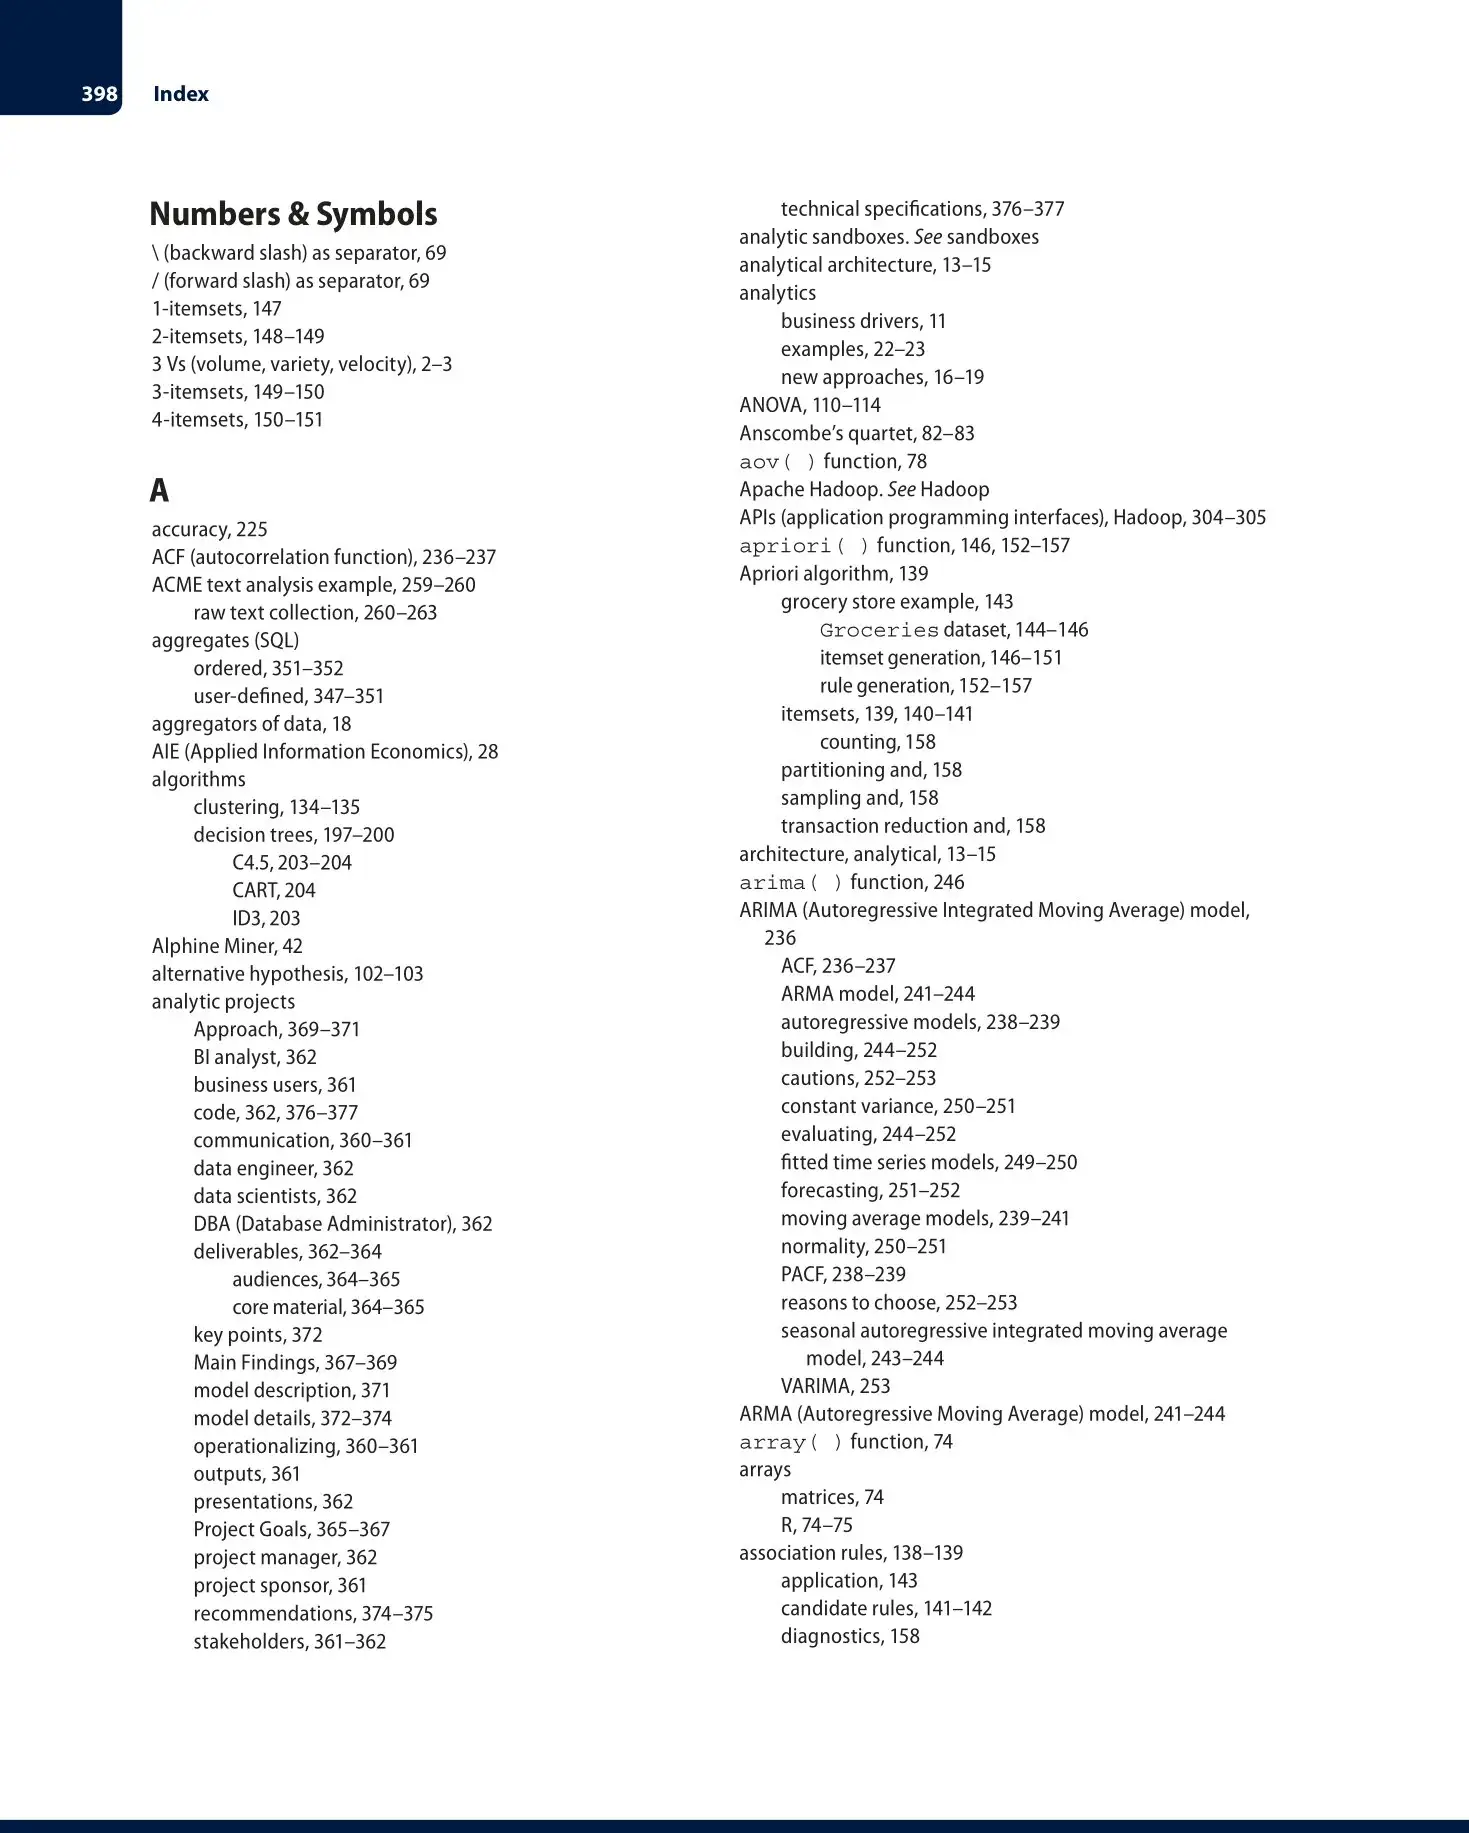 398 Index
Numbers & Symbols
\ (backward slash) as separator, 69
/ (forward slash) as separator, 69
1-itemsets, 147
2-itemsets, 148–149
3 Vs (volume, variety, velocity), 2–3
3-itemsets, 149–150
4-itemsets, 150–151
A
accuracy, 225
ACF (autocorrelation function), 236–237
ACME text analysis example, 259–260
raw text collection, 260–263
aggregates (SQL)
ordered, 351–352
user-defined, 347–351
aggregators of data, 18
AIE (Applied Information Economics), 28
algorithms
clustering, 134–135
decision trees, 197–200
C4.5, 203–204
CART, 204
ID3, 203
Alphine Miner, 42
alternative hypothesis, 102–103
analytic projects
Approach, 369–371
BI analyst, 362
business users, 361
code, 362, 376–377
communication, 360–361
data engineer, 362
data scientists, 362
DBA (Database Administrator), 362
deliverables, 362–364
audiences, 364–365
core material, 364–365
key points, 372
Main Findings, 367–369
model description, 371
model details, 372–374
operationalizing, 360–361
outputs, 361
presentations, 362
Project Goals, 365–367
project manager, 362
project sponsor, 361
recommendations, 374–375
stakeholders, 361–362
technical specifications, 376–377
analytic sandboxes. See sandboxes
analytical architecture, 13–15
analytics
business drivers, 11
examples, 22–23
new approaches, 16–19
ANOVA, 110–114
Anscombe’s quartet, 82–83
aov( ) function, 78
Apache Hadoop. See Hadoop
APIs (application programming interfaces), Hadoop, 304–305
apriori( ) function, 146, 152–157
Apriori algorithm, 139
grocery store example, 143
Groceries dataset, 144–146
itemset generation, 146–151
rule generation, 152–157
itemsets, 139, 140–141
counting, 158
partitioning and, 158
sampling and, 158
transaction reduction and, 158
architecture, analytical, 13–15
arima( ) function, 246
ARIMA (Autoregressive Integrated Moving Average) model,
236
ACF, 236–237
ARMA model, 241–244
autoregressive models, 238–239
building, 244–252
cautions, 252–253
constant variance, 250–251
evaluating, 244–252
fitted time series models, 249–250
forecasting, 251–252
moving average models, 239–241
normality, 250–251
PACF, 238–239
reasons to choose, 252–253
seasonal autoregressive integrated moving average
model, 243–244
VARIMA, 253
ARMA (Autoregressive Moving Average) model, 241–244
array( ) function, 74
arrays
matrices, 74
R, 74–75
association rules, 138–139
application, 143
candidate rules, 141–142
diagnostics, 158